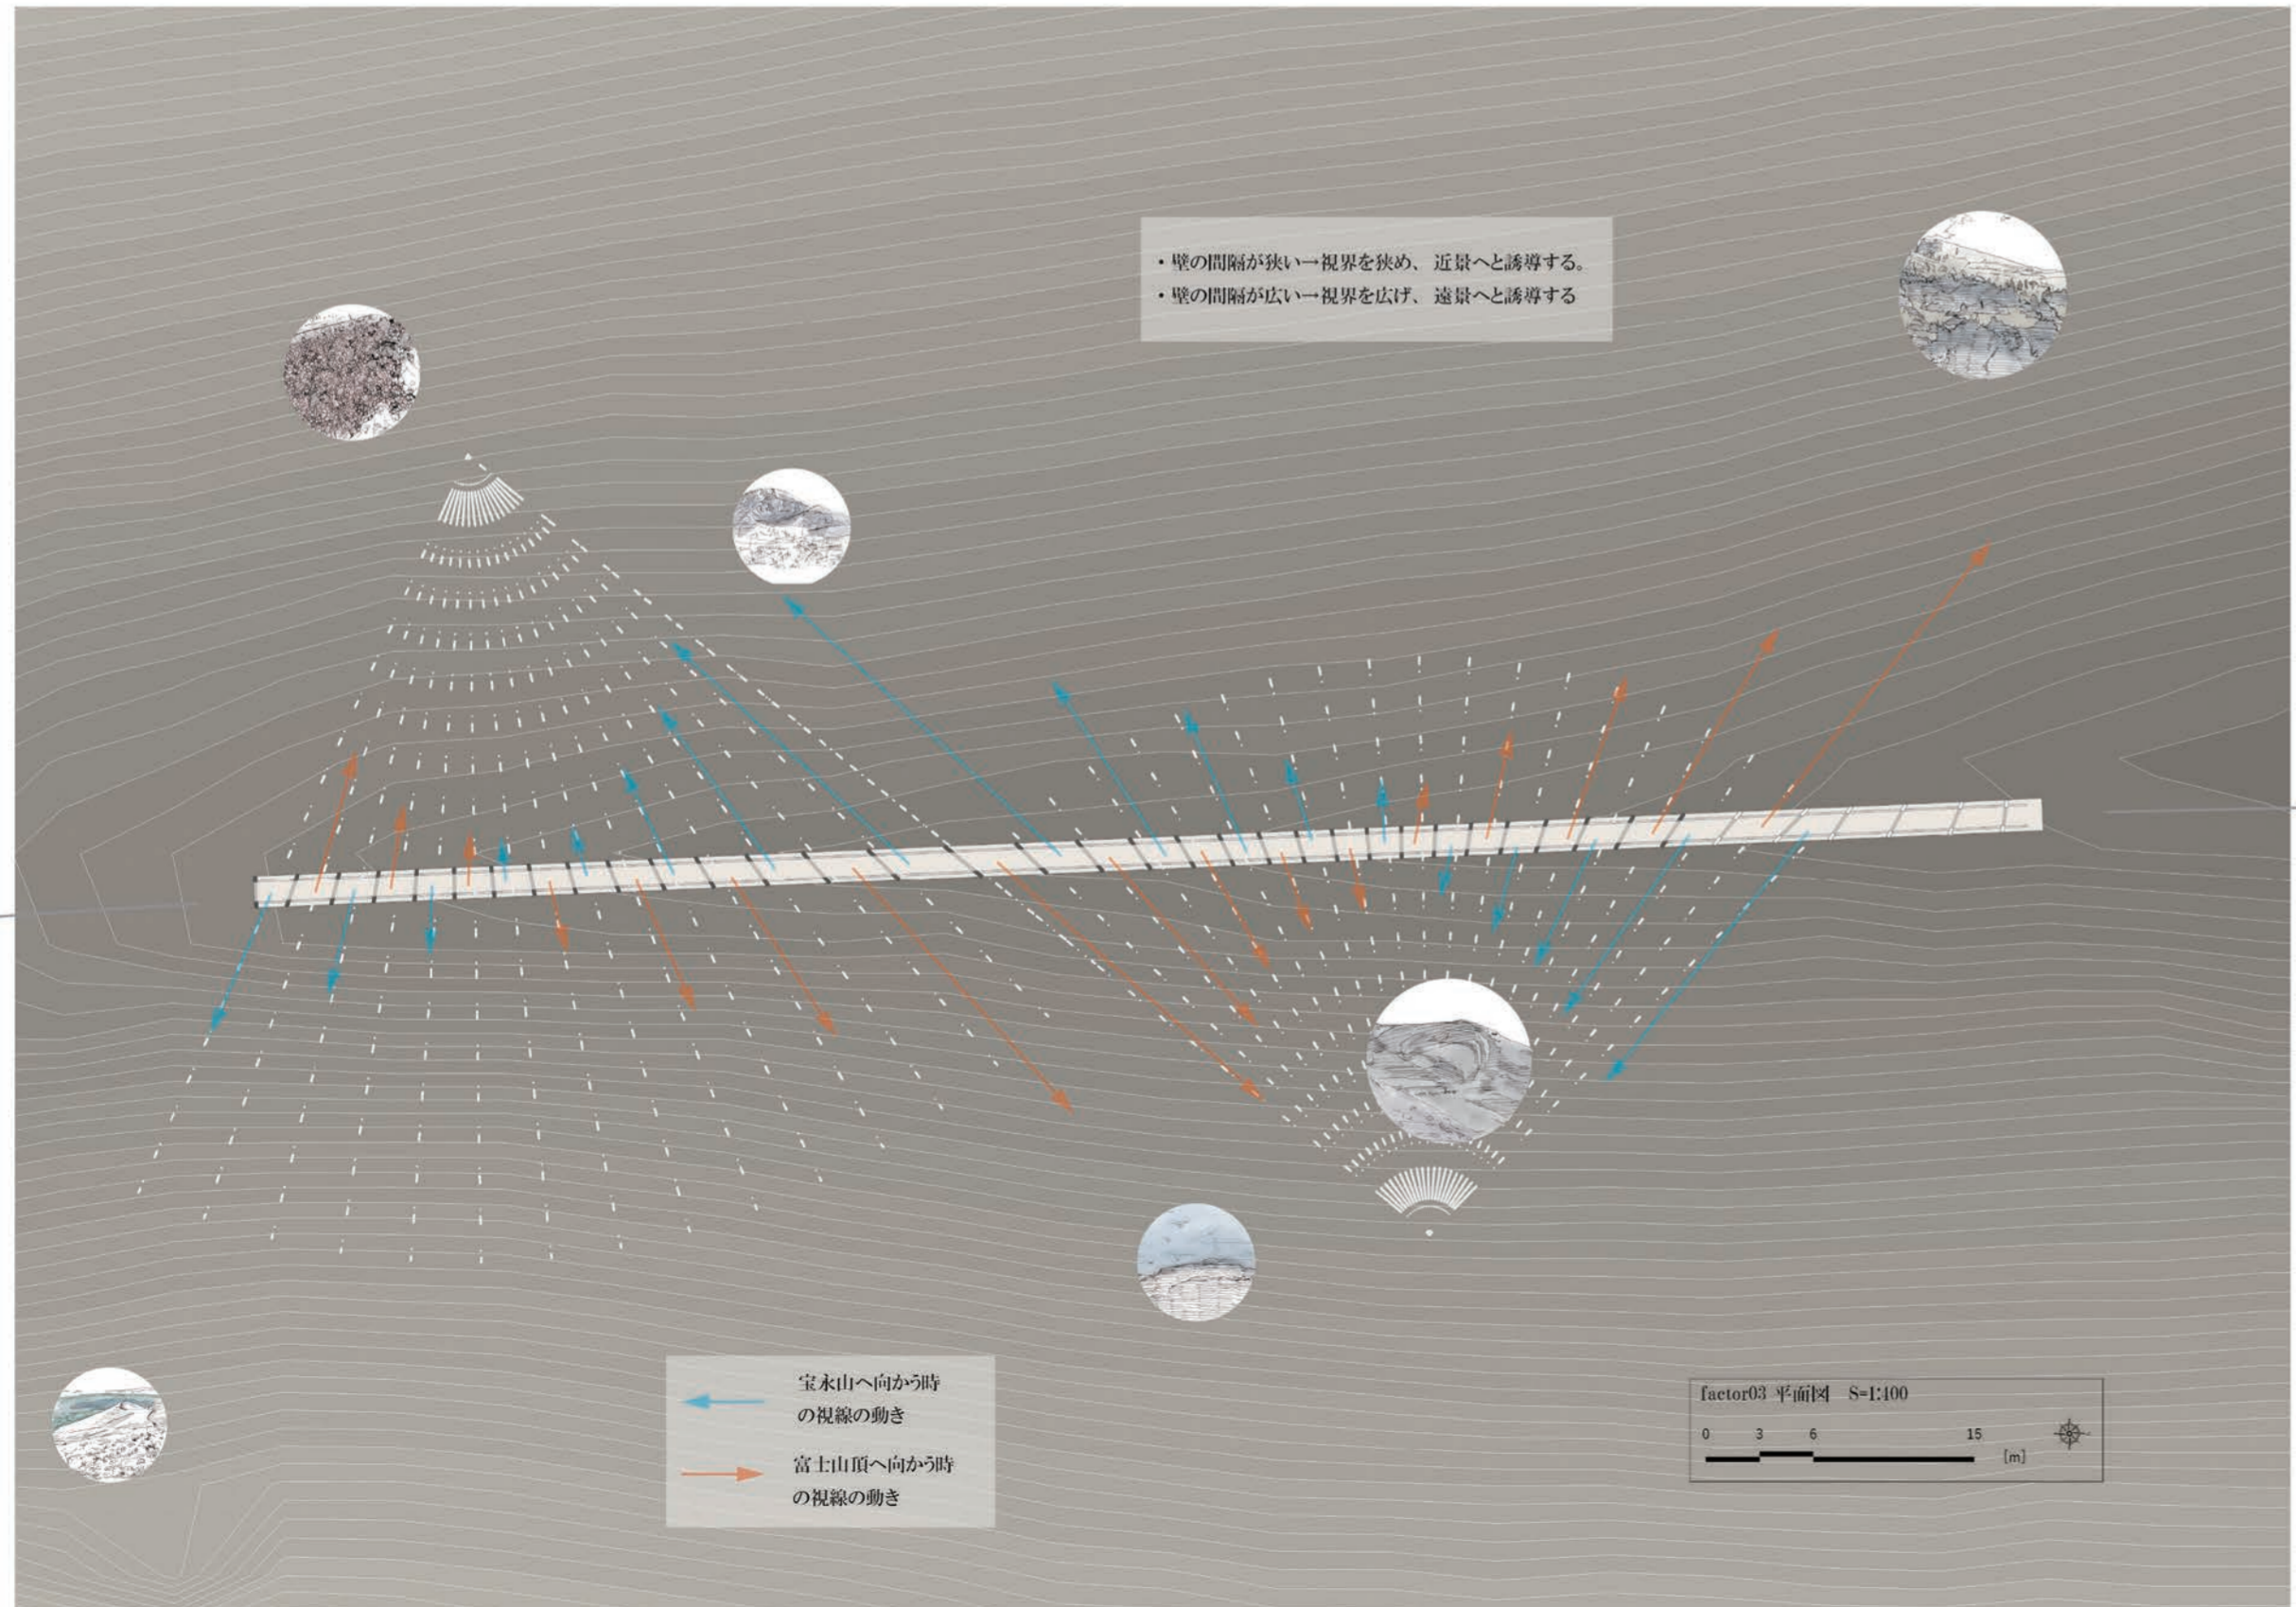 ・壁の間隔が狭い→視界を狭め、近景へと誘導する。
・壁の間隔が広い→視界を広げ、遠景へと誘導する
宝永山へ向かう時
の視線の動き
富士山頂へ向かう時
の視線の動き
factor03 平面図 S=1:400
0 3 6 15
[m]